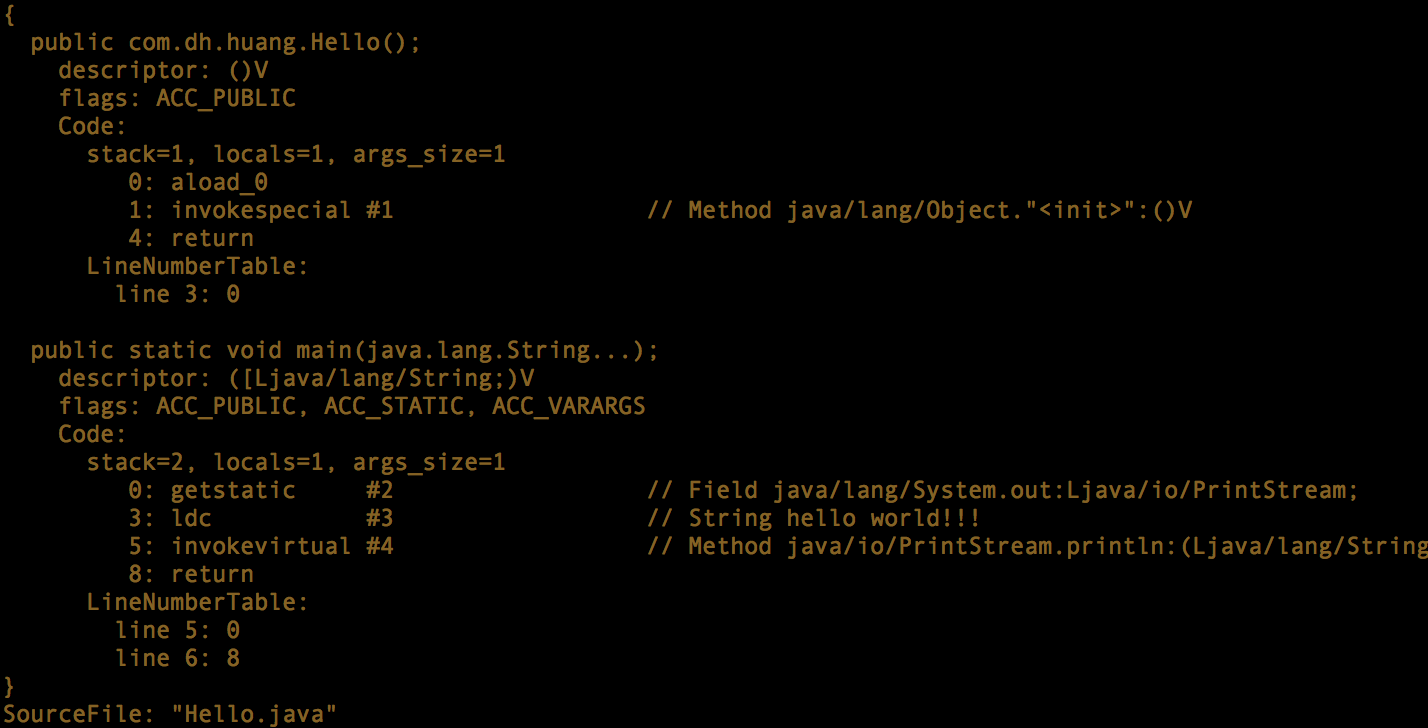 {
  public com.dh.huang.Hello();
    descriptor: ()V
    flags: ACC_PUBLIC
    Code:
      stack=1, locals=1, args_size=1
         0: aload_0
         1: invokespecial #1                  // Method java/lang/Object."<init>":()V
         4: return
      LineNumberTable:
        line 3: 0

  public static void main(java.lang.String...);
    descriptor: ([Ljava/lang/String;)V
    flags: ACC_PUBLIC, ACC_STATIC, ACC_VARARGS
    Code:
      stack=2, locals=1, args_size=1
         0: getstatic     #2                  // Field java/lang/System.out:Ljava/io/PrintStream;
         3: ldc           #3                  // String hello world!!!
         5: invokevirtual #4                  // Method java/io/PrintStream.println:(Ljava/lang/String
         8: return
      LineNumberTable:
        line 5: 0
        line 6: 8
}
SourceFile: "Hello.java"